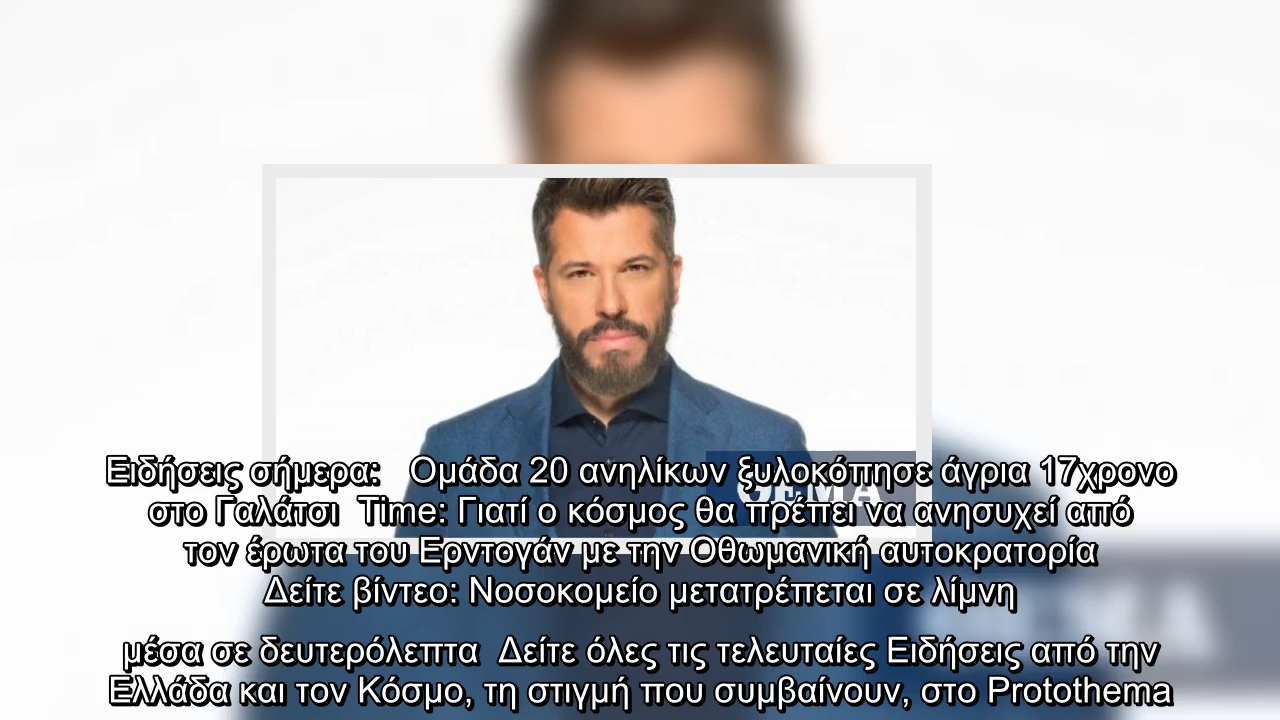 Ειδήσεις σήμερα: Ομάδα 20 ανηλίκων ξυλοκόπησε άγρια 17χρονο
GEMA
στο Γαλάτσι Time: Γιατί ο κόσμος θα πρέπει να ανησυχεί από
τον έρωτα του Ερντογάν με την Οθωμανική αυτοκρατορία
Δείτε βίντεο: Νοσοκομείο μετατρέπεται σε λίμνη
μέσα σε δευτερόλεπτα Δείτε όλες τις τελευταίες Ειδήσεις από την
Ελλάδα και τον Κόσμο, τη στιγμή που συμβαίνουν, στο Protothema